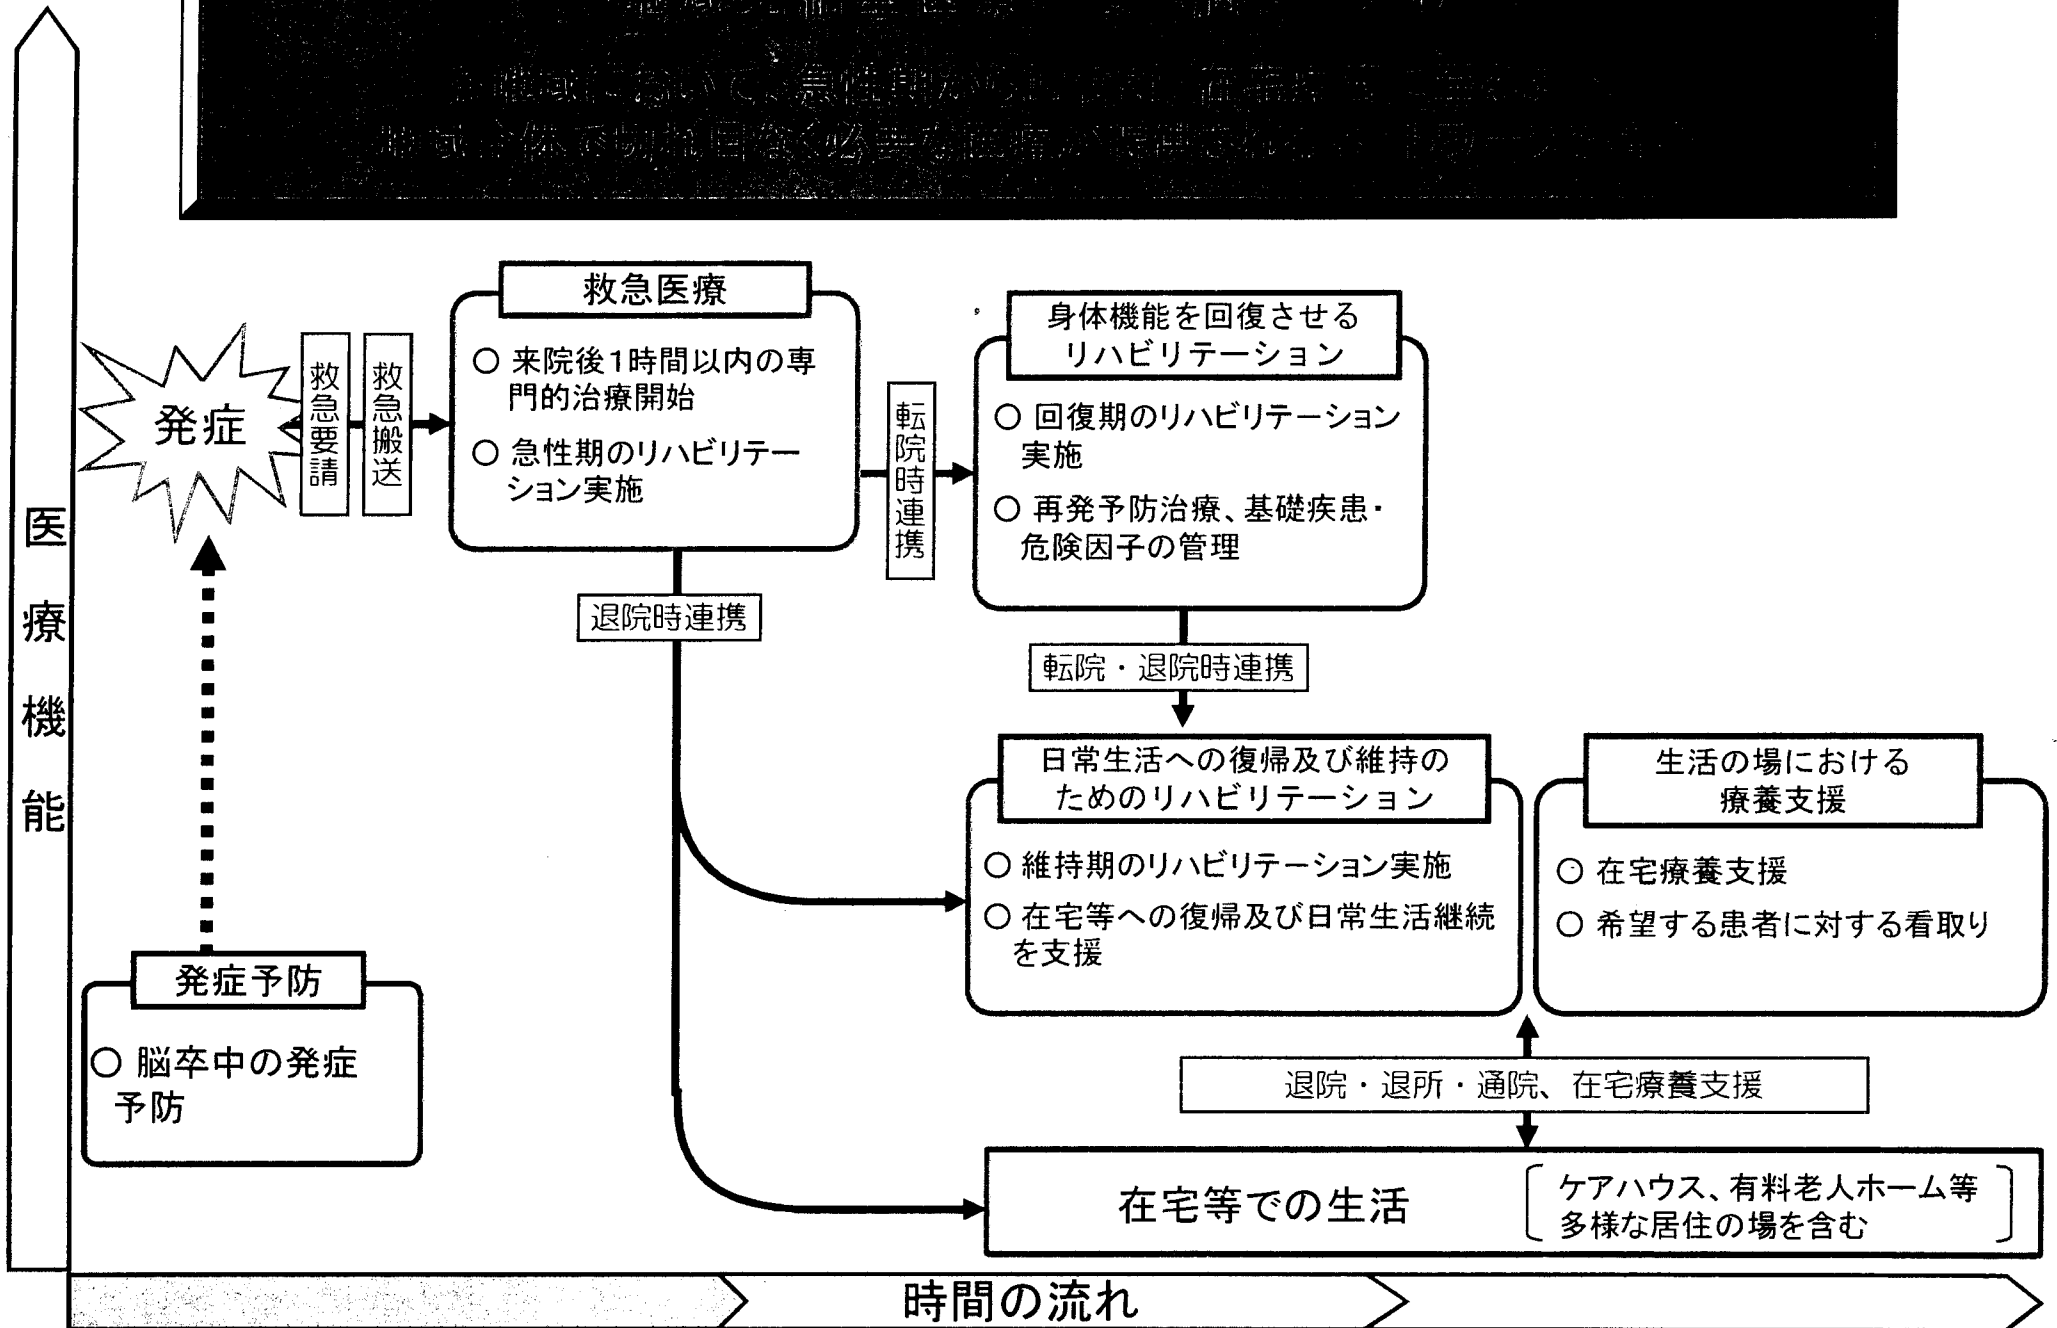 救急医療
○ 来院後1時間以内の専
門的治療開始
○ 急性期のリハビリテー
ション実施
発症
救急要請
救急搬送
転院時連携
身体機能を回復させる
リハビリテーション
○ 回復期のリハビリテーション
実施
○ 再発予防治療、基礎疾患・
危険因子の管理
退院時連携
転院・退院時連携
医療機能
日常生活への復帰及び維持の
ためのリハビリテーション
○ 維持期のリハビリテーション実施
○ 在宅等への復帰及び日常生活継続
を支援
生活の場における
療養支援
○ 在宅療養支援
○ 希望する患者に対する看取り
発症予防
○ 脳卒中の発症
予防
退院・退所・通院、在宅療養支援
在宅等での生活
ケアハウス、有料老人ホーム等
多様な居住の場を含む
時間の流れ